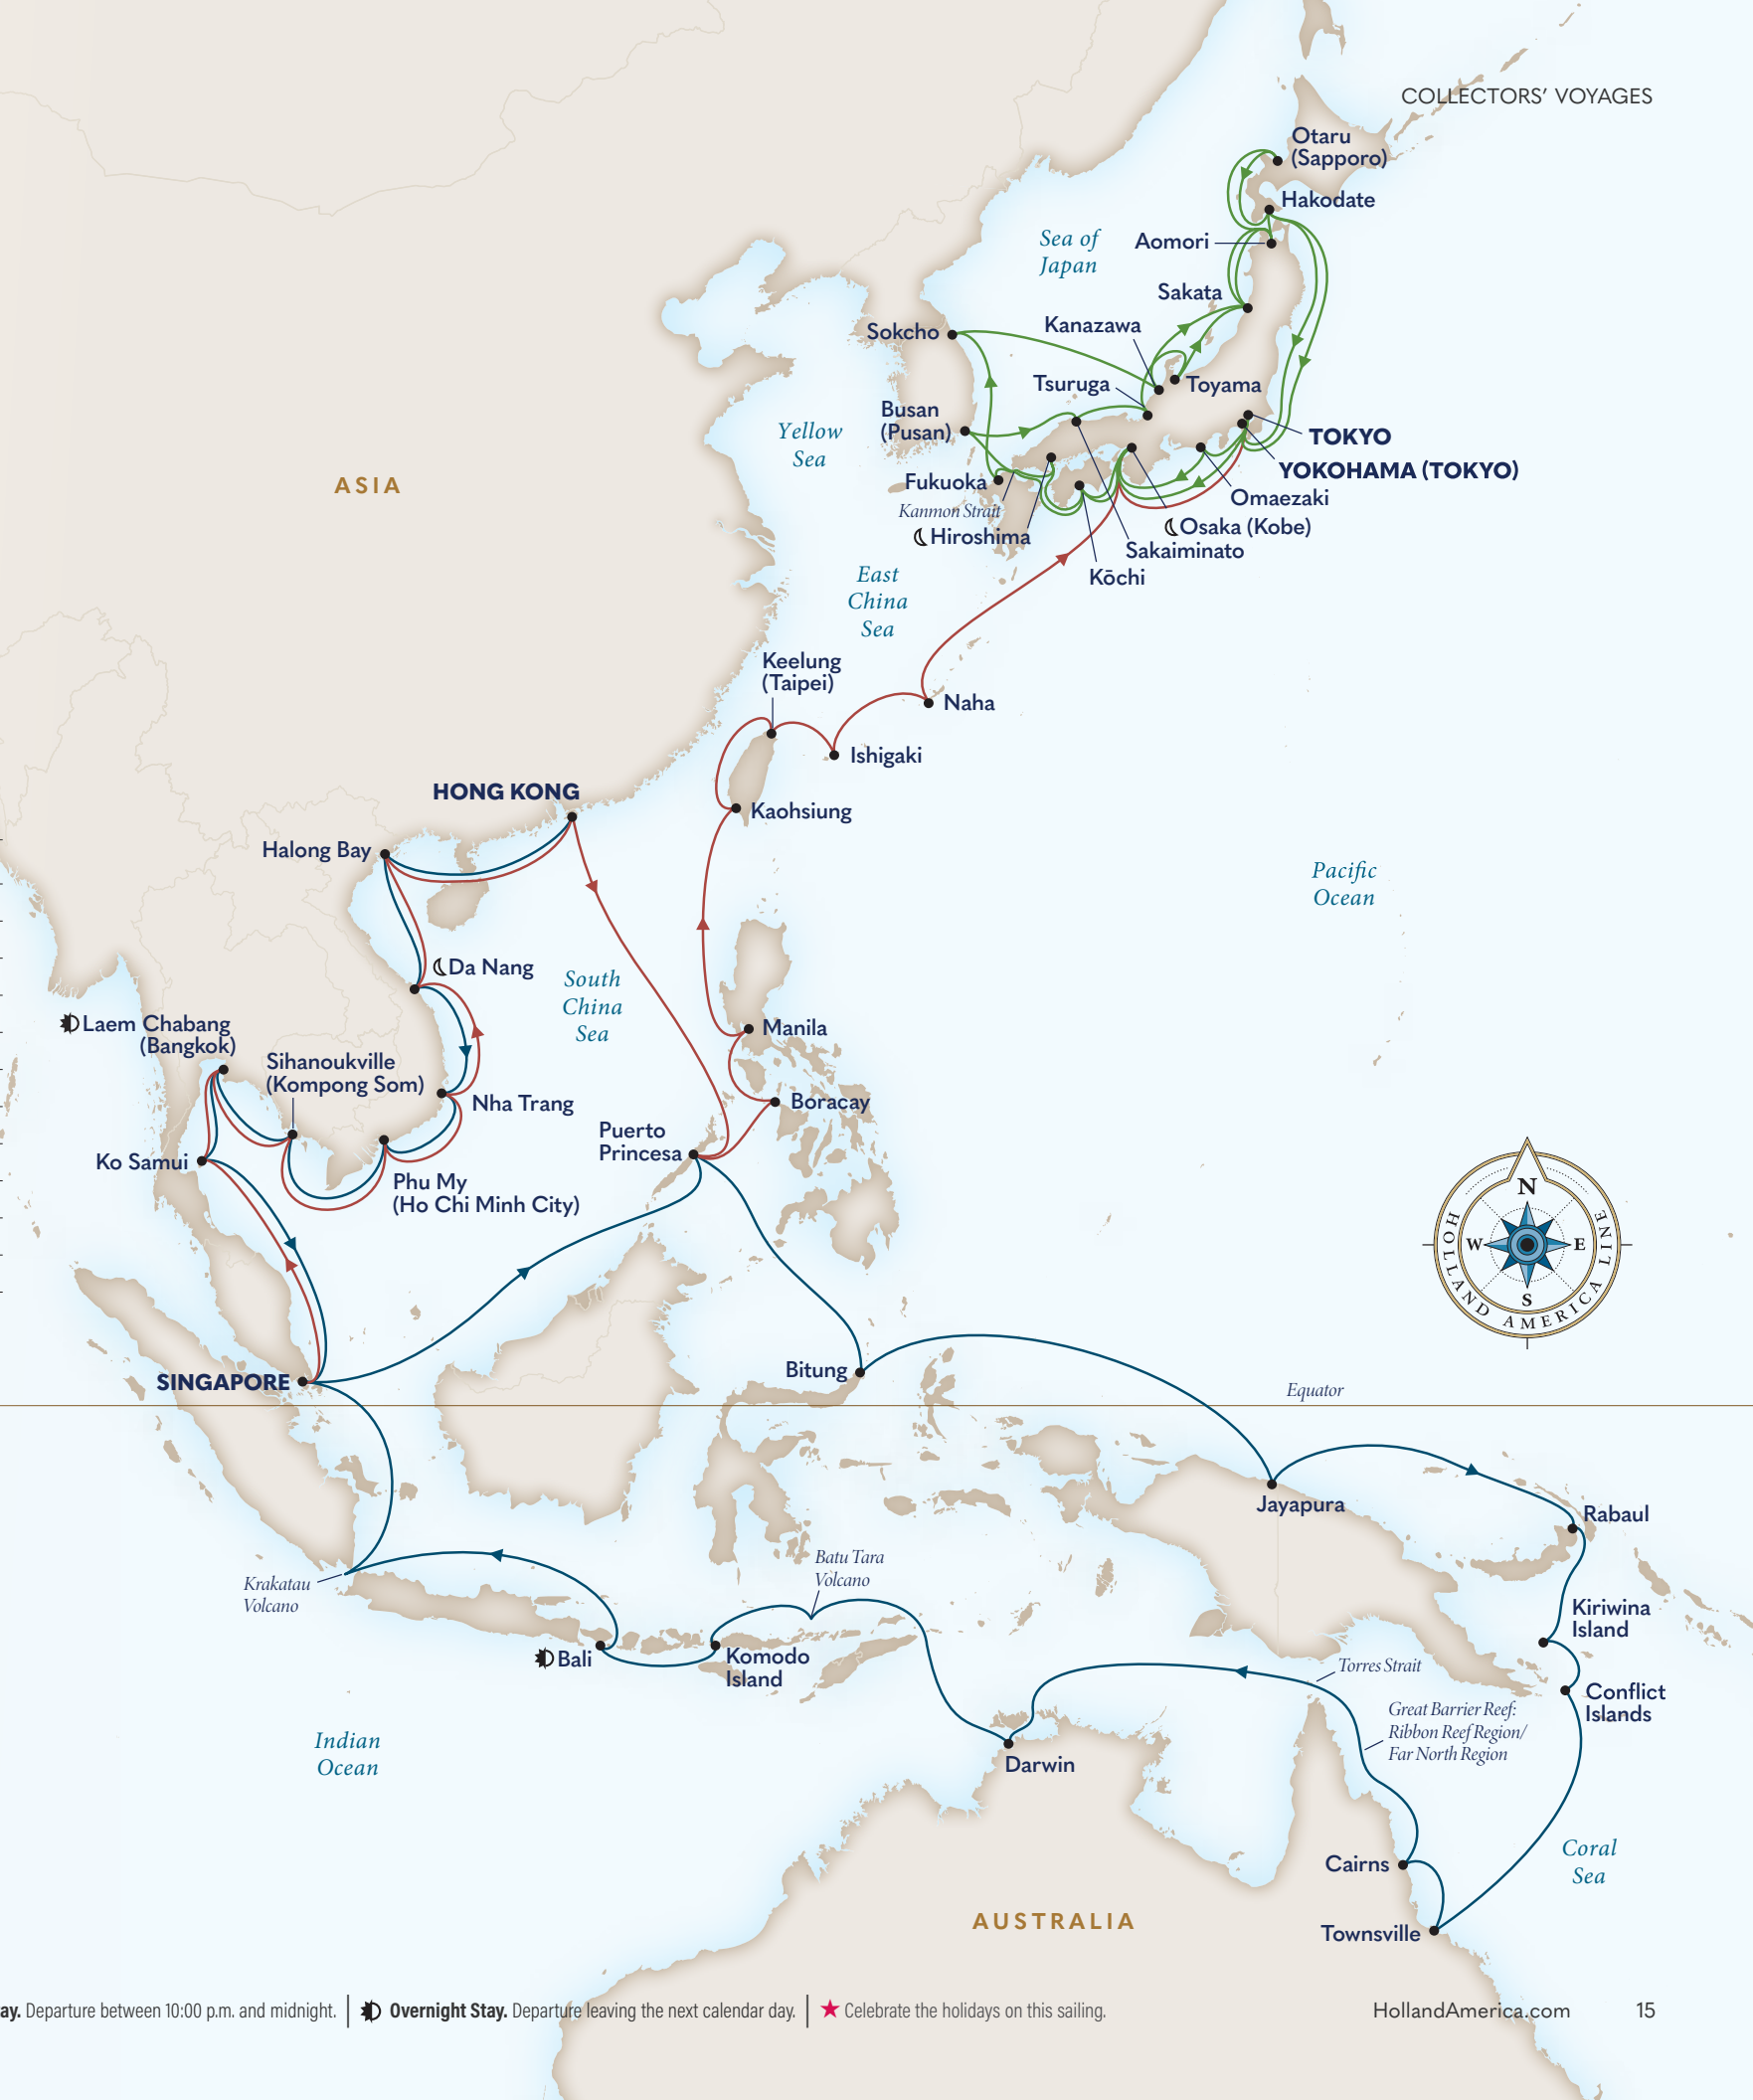 COLLECTORS' VOYAGES
Otaru
(Sapporo)
Hakodate
Sea of
Japan
Aomori
Sakata
Kanazawa
Sokcho
Tsuruga
Toyama
Busan
(Pusan)
Yellow
Sea
TOKYO
YOKOHAMA (TOKYO)
ASIA
Fukuoka
Omaezaki
Kanmon Strait
Osaka (Kobe)
Hiroshima
Sakaiminato
Kōchi
East
China
Sea
Keelung
(Taipei)
Naha
Ishigaki
HONG KONG
Kaohsiung
Halong Bay
Pacific
Ocean
Da Nang
South
China
Sea
Laem Chabang
(Bangkok)
Manila
Sihanoukville
(Kompong Som)
Nha Trang
Boracay
Puerto
Princesa
Ko Samui
Phu My
(Ho Chi Minh City)
N
W
E
S
HOLLAND AMERICA LINE
Bitung
SINGAPORE
Equator
Jayapura
Rabaul
Batu Tara
Volcano
Krakatau
Volcano
Kiriwina
Island
Bali
Komodo
Island
Torres Strait
Conflict
Islands
Great Barrier Reef:
Ribbon Reef Region/
Far North Region
Indian
Ocean
Darwin
Coral
Sea
Cairns
AUSTRALIA
Townsville
ay. Departure between 10:00 p.m. and midnight. | Overnight Stay. Departure leaving the next calendar day. | Celebrate the holidays on this sailing.
HollandAmerica.com 15